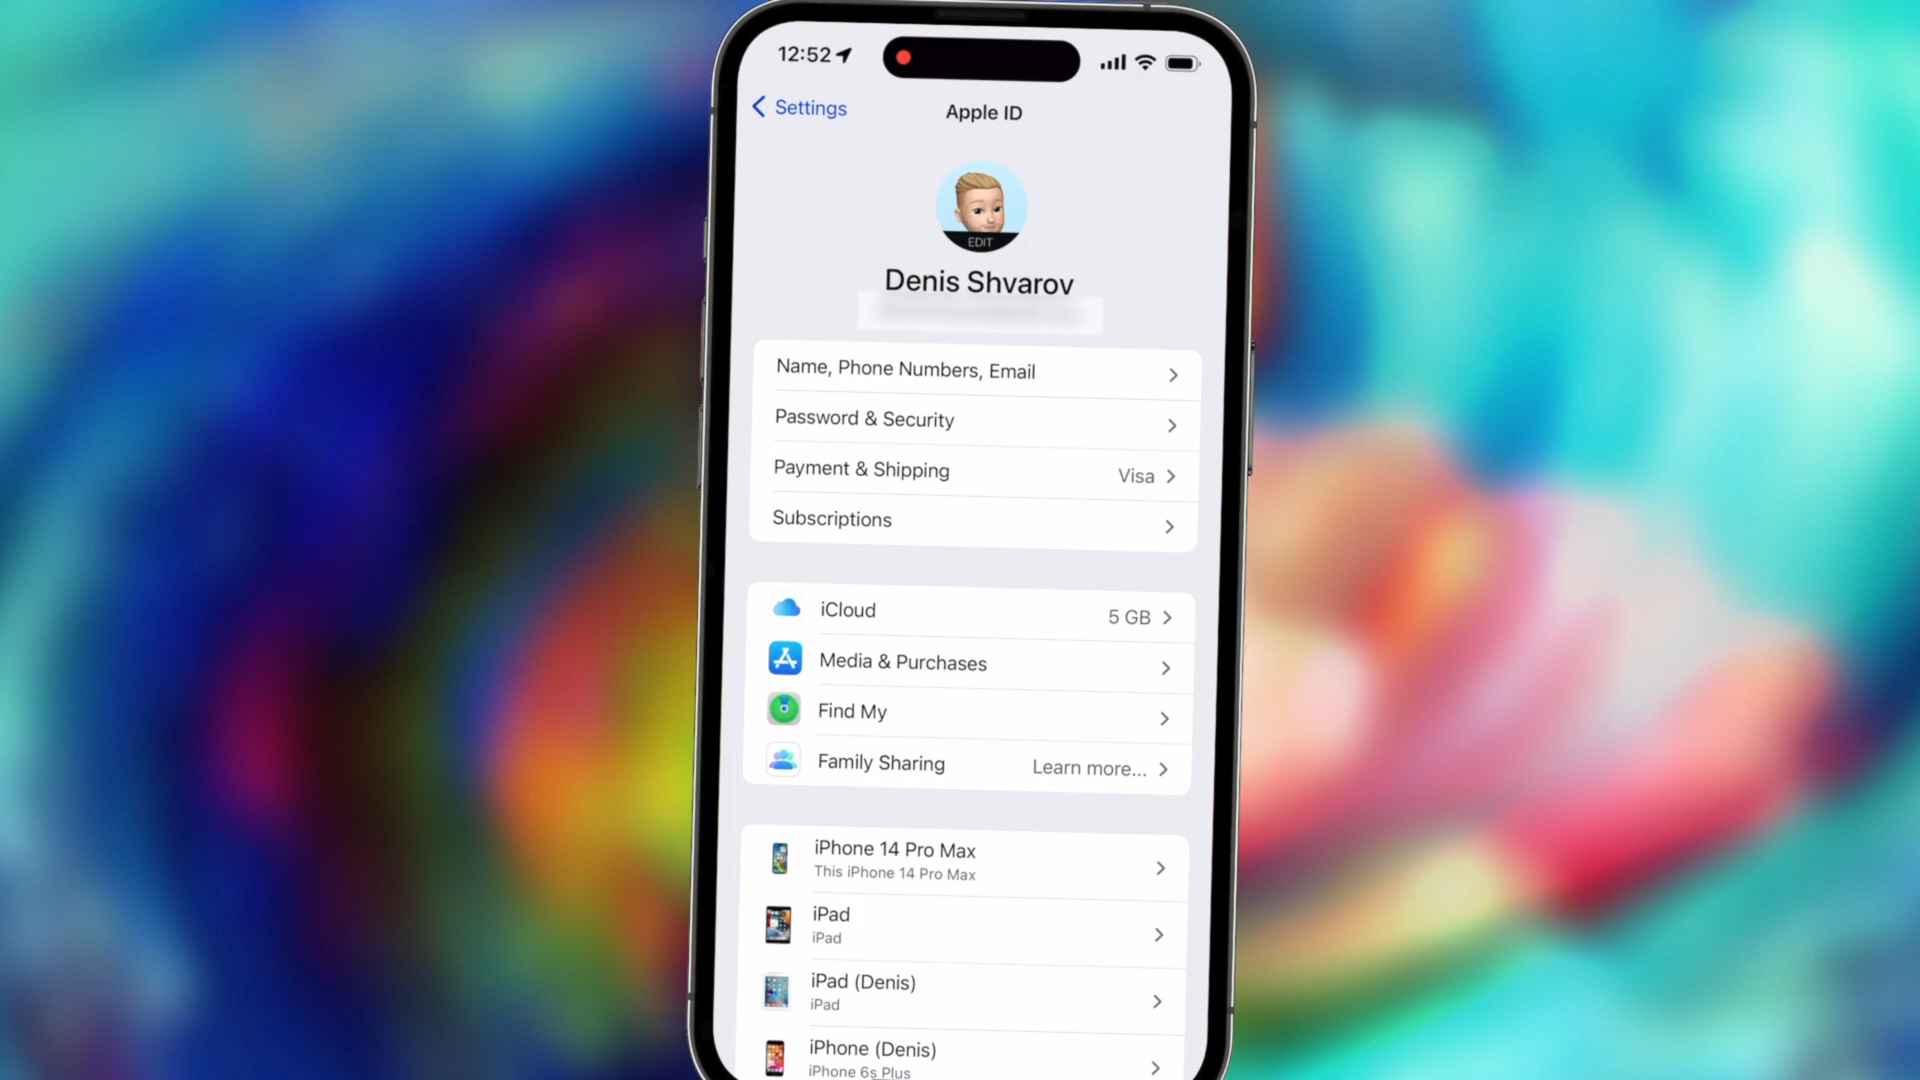 12:52
Settings
Apple ID
EDIT
Denis Shvarov
Name, Phone Numbers, Email
Password & Security
Payment & Shipping Visa
Subscriptions
iCloud 5 GB
Media & Purchases
Find My
Family Sharing Learn more...
iPhone 14 Pro Max
This iPhone 14 Pro Max
iPad
iPad
iPad (Denis)
iPad
iPhone (Denis)
iPhone 6s Plus